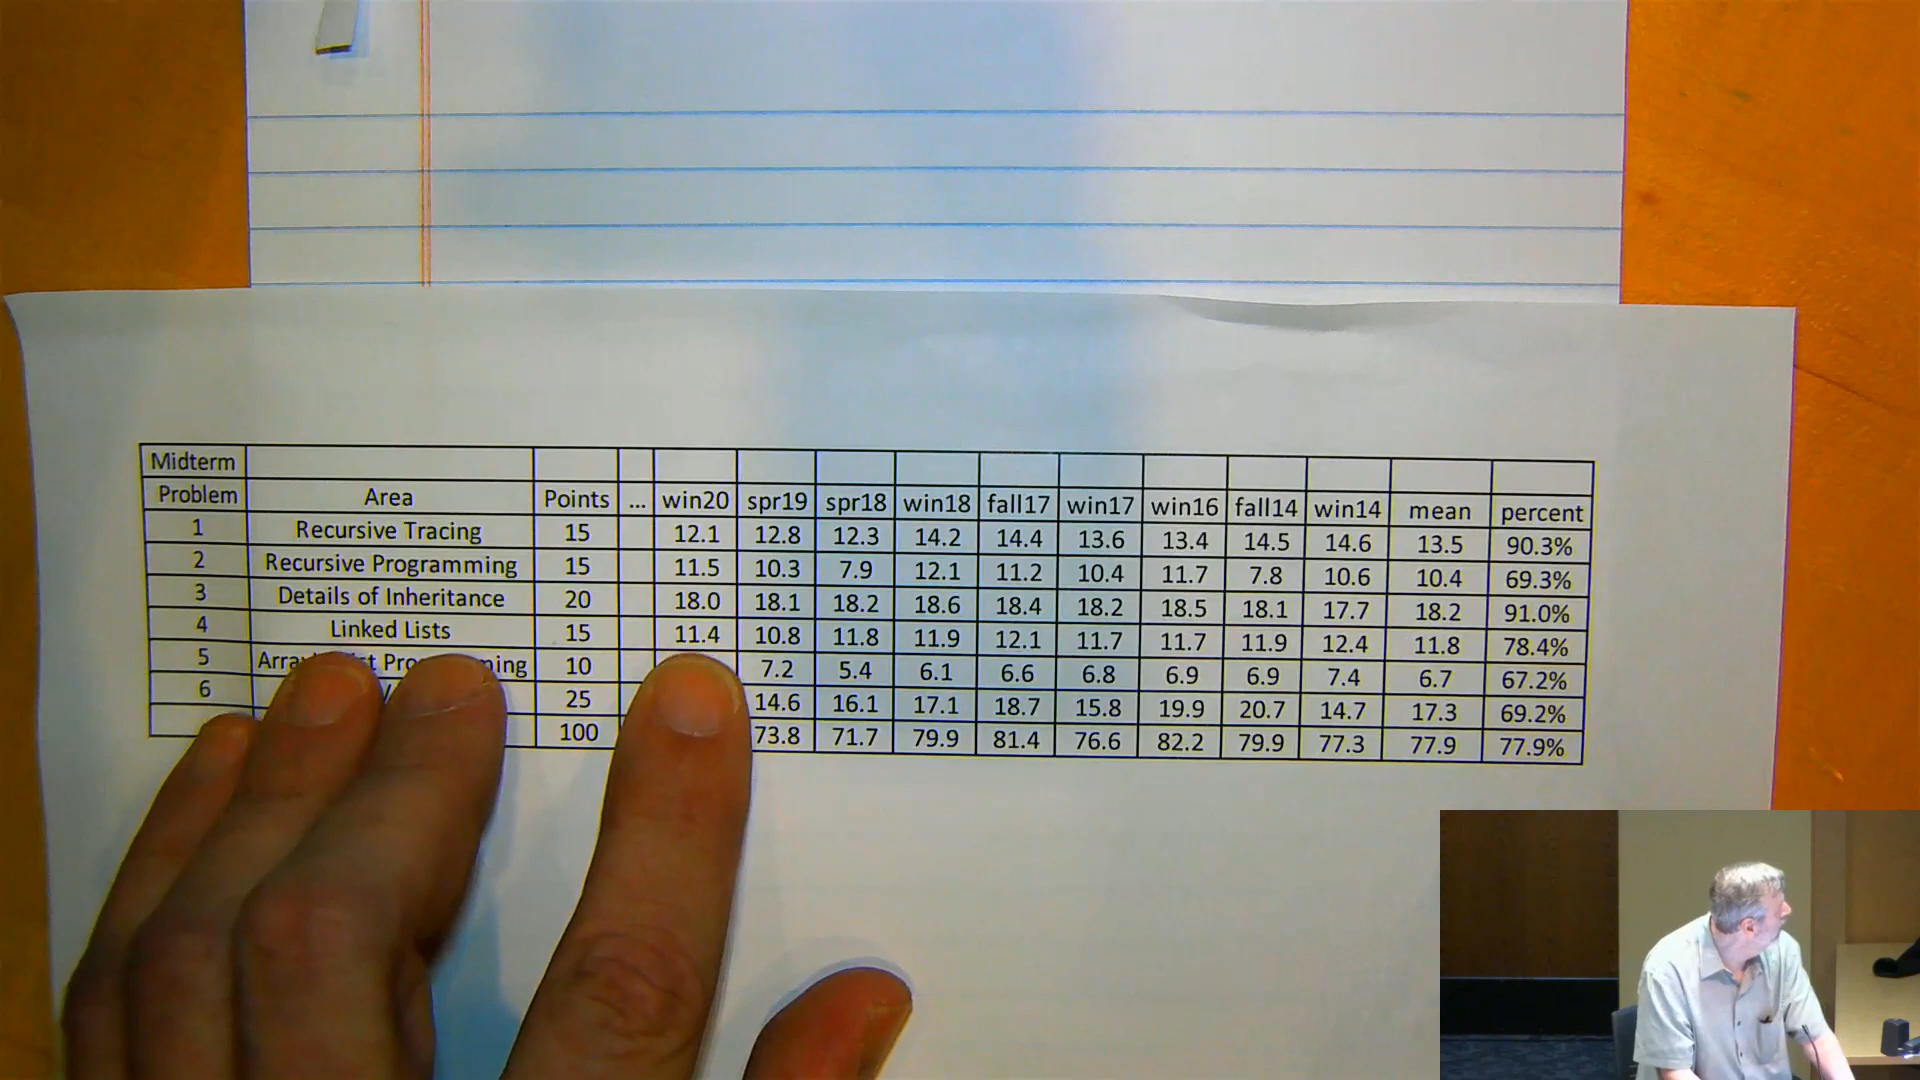 Midterm
Problem Area Points ... win20 spr19 spr18 win18 fall17 win17 win16 fall14 win14 mean percent
1 Recursive Tracing 15 12.1 12.8 12.3 14.2 14.4 13.6 13.4 14.5 14.6 13.5 90.3%
2 Recursive Programming 15 11.5 10.3 7.9 12.1 11.2 10.4 11.7 7.8 10.6 10.4 69.3%
3 Details of Inheritance 20 18.0 18.1 18.2 18.6 18.4 18.2 18.5 18.1 17.7 18.2 91.0%
4 Linked Lists 15 11.4 10.8 11.8 11.9 12.1 11.7 11.7 11.9 12.4 11.8 78.4%
5 10 7.2 5.4 6.1 6.6 6.8 6.9 6.9 7.4 6.7 67.2%
6 / 25 14.6 16.1 17.1 18.7 15.8 19.9 20.7 14.7 17.3 69.2%
100 73.8 71.7 79.9 81.4 76.6 82.2 79.9 77.3 77.9 77.9%